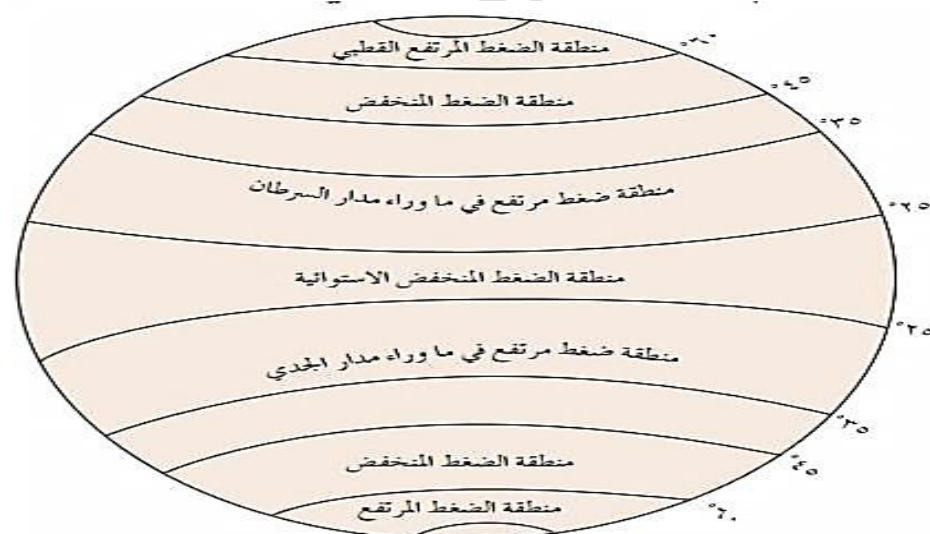 منطقة الضغط المرتفع القطبي
°٦٠
°٤٥
منطقة الضغط المنخفض
°٣٥
منطقة ضغط مرتفع في ما وراء مدار السرطان
°٢٥
منطقة الضغط المنخفض الاستوائية
°٢٥
منطقة ضغط مرتفع في ما وراء مدار الجدي
°٣٥
منطقة الضغط المنخفض
°٤٥
منطقة الضغط المرتفع
°٦٠